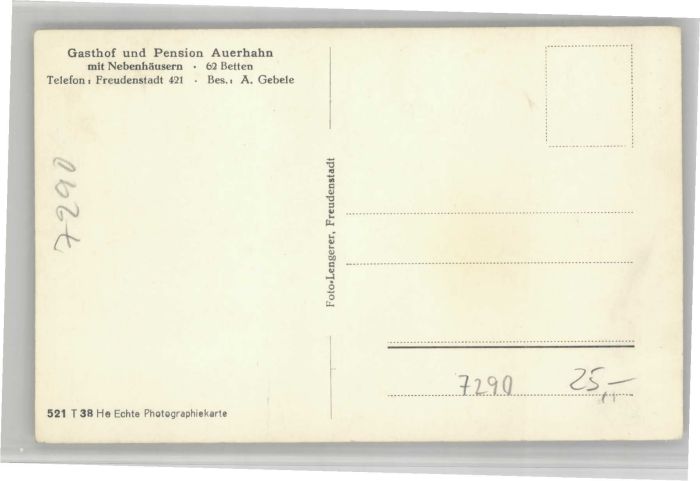 Gasthof und Pension Auerhahn
mit Nebenhäusern · 62 Betten
Telefon: Freudenstadt 421 · Bes.: A. Gebele
7290
Foto-Lengerer, Freudenstadt
7290 25,—
521 T 38 He Echte Photographiekarte